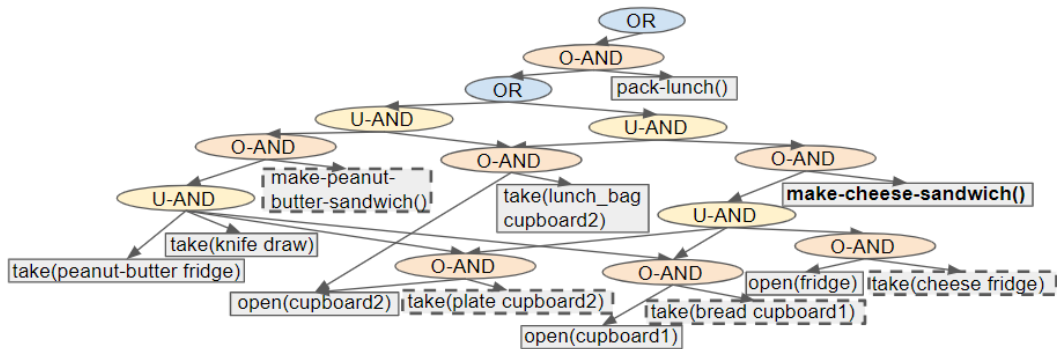 OR
O-AND
pack-lunch()
OR
U-AND
U-AND
O-AND
O-AND
O-AND
make-peanut-
butter-swandwich()
take(lunch_bag
cupboard2)
make-cheese-sandwich()
U-AND
U-AND
take(knife draw)
take(peanut-butter fridge)
O-AND
O-AND
O-AND
open(cupboard2)
take(plate cupboard2)
open(fridge)
take(cheese fridge)
take(bread cupboard1)
open(cupboard1)